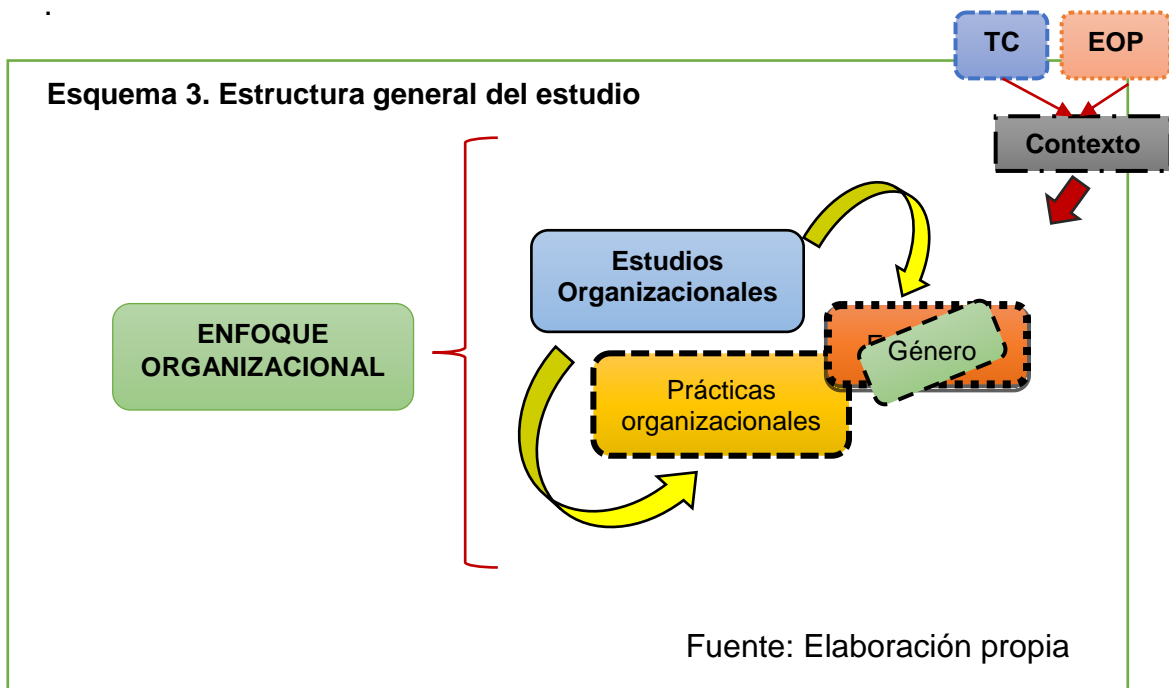 .
TC
EOP
Esquema 3. Estructura general del estudio
Contexto
Estudios
Organizacionales
ENFOQUE
ORGANIZACIONAL
Género
Prácticas
organizacionales
Fuente: Elaboración propia